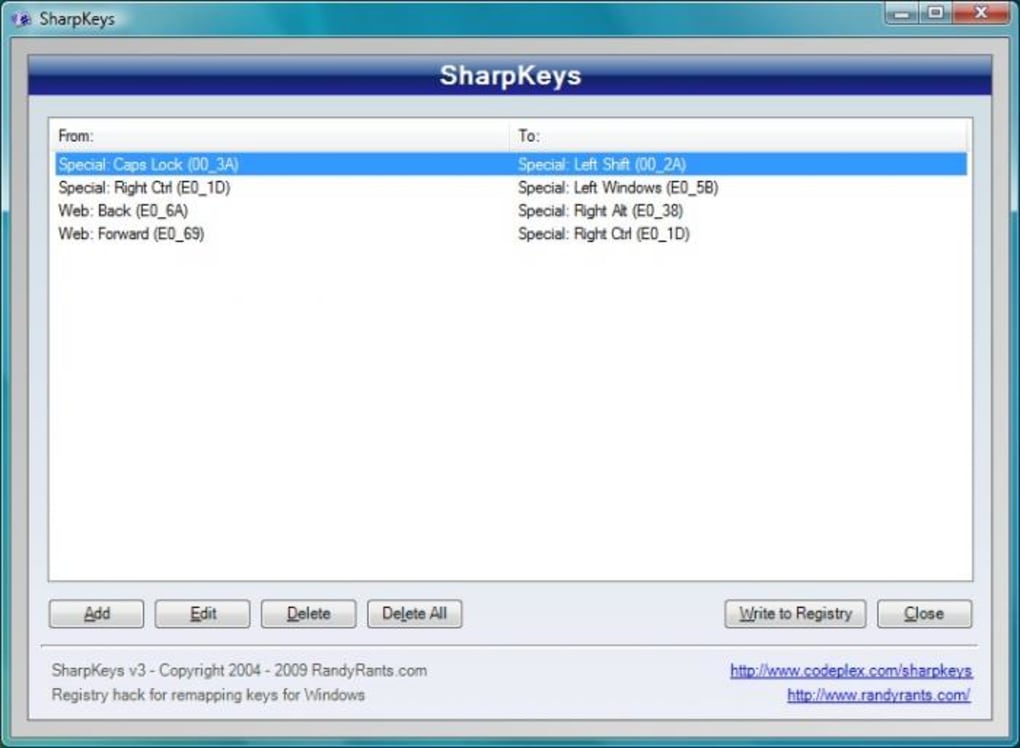 SharpKeys
SharpKeys
From: To:
Special: Caps Lock (00_3A) Special: Left Shift (00_2A)
Special: Right Ctrl (E0_1D) Special: Left Windows (E0_5B)
Web: Back (E0_6A) Special: Right Alt (E0_38)
Web: Forward (E0_69) Special: Right Ctrl (E0_1D)
Add Edit Delete Delete All Write to Registry Close
SharpKeys v3 - Copyright 2004 - 2009 RandyRants.com http://www.codeplex.com/sharpkeys
Registry hack for remapping keys for Windows http://www.randyrants.com/